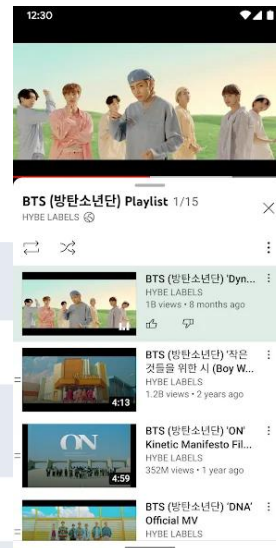 12:30
BTS (방탄소년단) Playlist 1/15
HYBE LABELS
BTS (방탄소년단) 'Dyn...
HYBE LABELS
1B views • 8 months ago
BTS (방탄소년단) '작은
것들을 위한 시 (Boy W...
HYBE LABELS
1.2B views • 2 years ago
4:13
BTS (방탄소년단) 'ON'
Kinetic Manifesto Fil...
HYBE LABELS
352M views • 1 year ago
ON
4:59
BTS (방탄소년단) 'DNA'
Official MV
HYBE LABELS